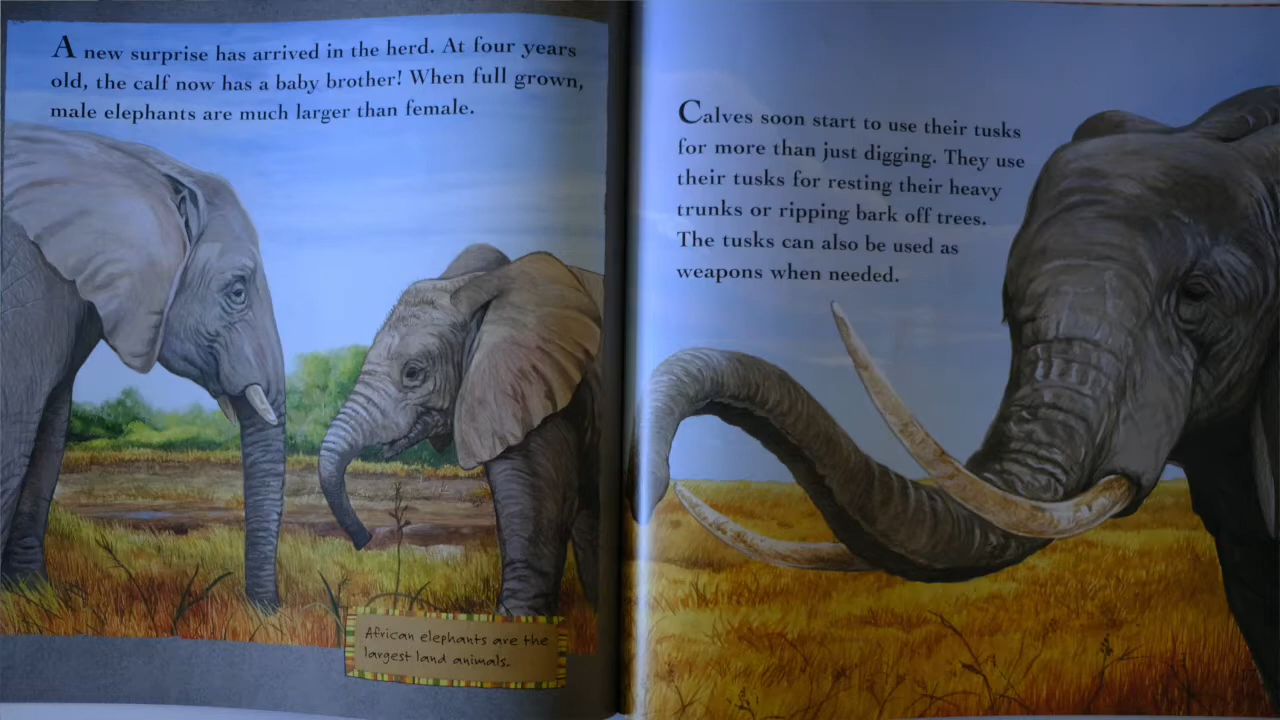 A new surprise has arrived in the herd. At four years
old, the calf now has a baby brother! When full grown,
male elephants are much larger than female.
African elephants are the
largest land animals.
Calves soon start to use their tusks
for more than just digging. They use
their tusks for resting their heavy
trunks or ripping bark off trees.
The tusks can also be used as
weapons when needed.